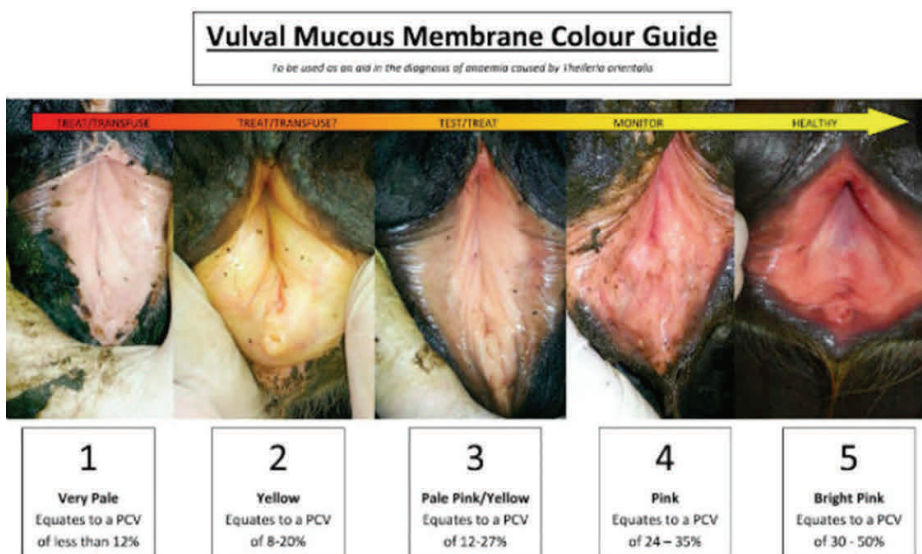 Vulval Mucous Membrane Colour Guide
To be used as an aid in the diagnosis of anaemia caused by Theileria orientalis
TREAT/TRANSFUSE
TREAT/TRANSFUSE?
TEST/TREAT
MONITOR
HEALTHY
1
Very Pale
Equates to a PCV
of less than 12%
2
Yellow
Equates to a PCV
of 8-20%
3
Pale Pink/Yellow
Equates to a PCV
of 12-27%
4
Pink
Equates to a PCV
of 24 – 35%
5
Bright Pink
Equates to a PCV
of 30 - 50%